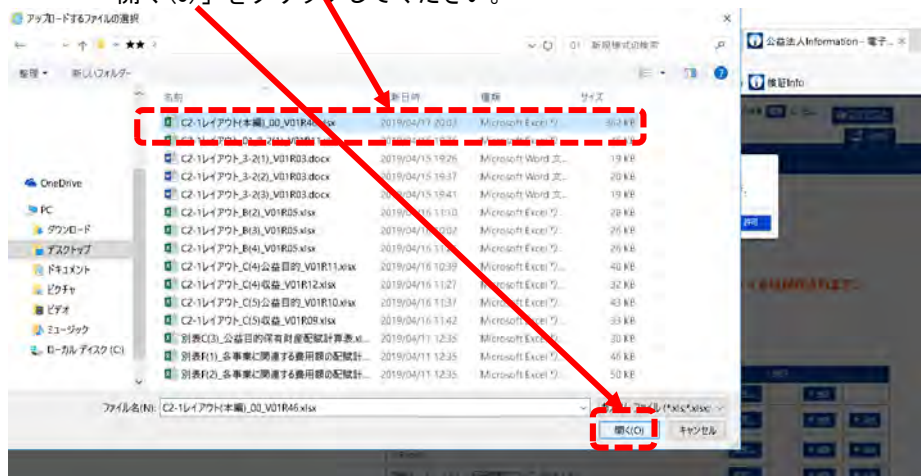 開く(O)」をクリックしてください。
アップロードするファイルの選択
整理 新しいフォルダー
名前 更新日時 種類 サイズ
C2-1レイアウト(本編)_00_V01R46.xlsx 2019/04/17 20:03 Microsoft Excel ワ...
C2-1レイアウト_3-2(1)_V01R03.docx 2019/04/15 19:26 Microsoft Word 文... 19 KB
C2-1レイアウト_3-2(2)_V01R03.docx 2019/04/15 19:37 Microsoft Word 文... 20 KB
C2-1レイアウト_3-2(3)_V01R03.docx 2019/04/15 19:41 Microsoft Word 文... 19 KB
C2-1レイアウト_B(2)_V01R05.xlsx 2019/04/16 11:10 Microsoft Excel ワ... 28 KB
C2-1レイアウト_B(3)_V01R05.xlsx Microsoft Excel ワ... 26 KB
C2-1レイアウト_B(4)_V01R05.xlsx 2019/04/16 Microsoft Excel ワ... 26 KB
C2-1レイアウト_C(4)公益目的_V01R11.xlsx 2019/04/16 10:39 Microsoft Excel ワ... 40 KB
C2-1レイアウト_C(4)収益_V01R12.xlsx 2019/04/16 11:27 Microsoft Excel ワ... 32 KB
C2-1レイアウト_C(5)公益目的_V01R10.xlsx 2019/04/16 11:37 Microsoft Excel ワ... 43 KB
C2-1レイアウト_C(5)収益_V01R09.xlsx 2019/04/16 11:42 Microsoft Excel ワ... 33 KB
別表C(3)_公益目的保有財産配賦計算表.xl... 2019/04/11 12:35 Microsoft Excel ワ... 30 KB
別表F(1)_各事業に関連する費用額の配賦計... 2019/04/11 12:35 Microsoft Excel ワ... 46 KB
別表F(2)_各事業に関連する費用額の配賦計... 2019/04/11 12:35 Microsoft Excel ワ... 50 KB
OneDrive
PC
ダウンロード
デスクトップ
ドキュメント
ピクチャ
ビデオ
ミュージック
ローカル ディスク (C)
ファイル名(N): C2-1レイアウト(本編)_00_V01R46.xlsx
開く(O) キャンセル
公益法人Information - 電子...
検証Info